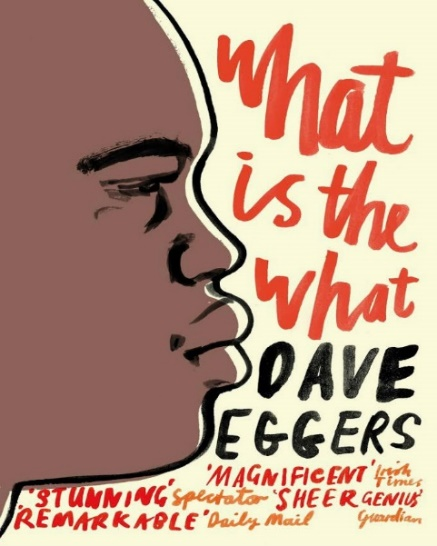 What
is the
What
DAVE
EGGERS
'MAGNIFICENT' Irish Times
'STUNNING' Spectator 'SHEER GENIUS' Guardian
'REMARKABLE' Daily Mail